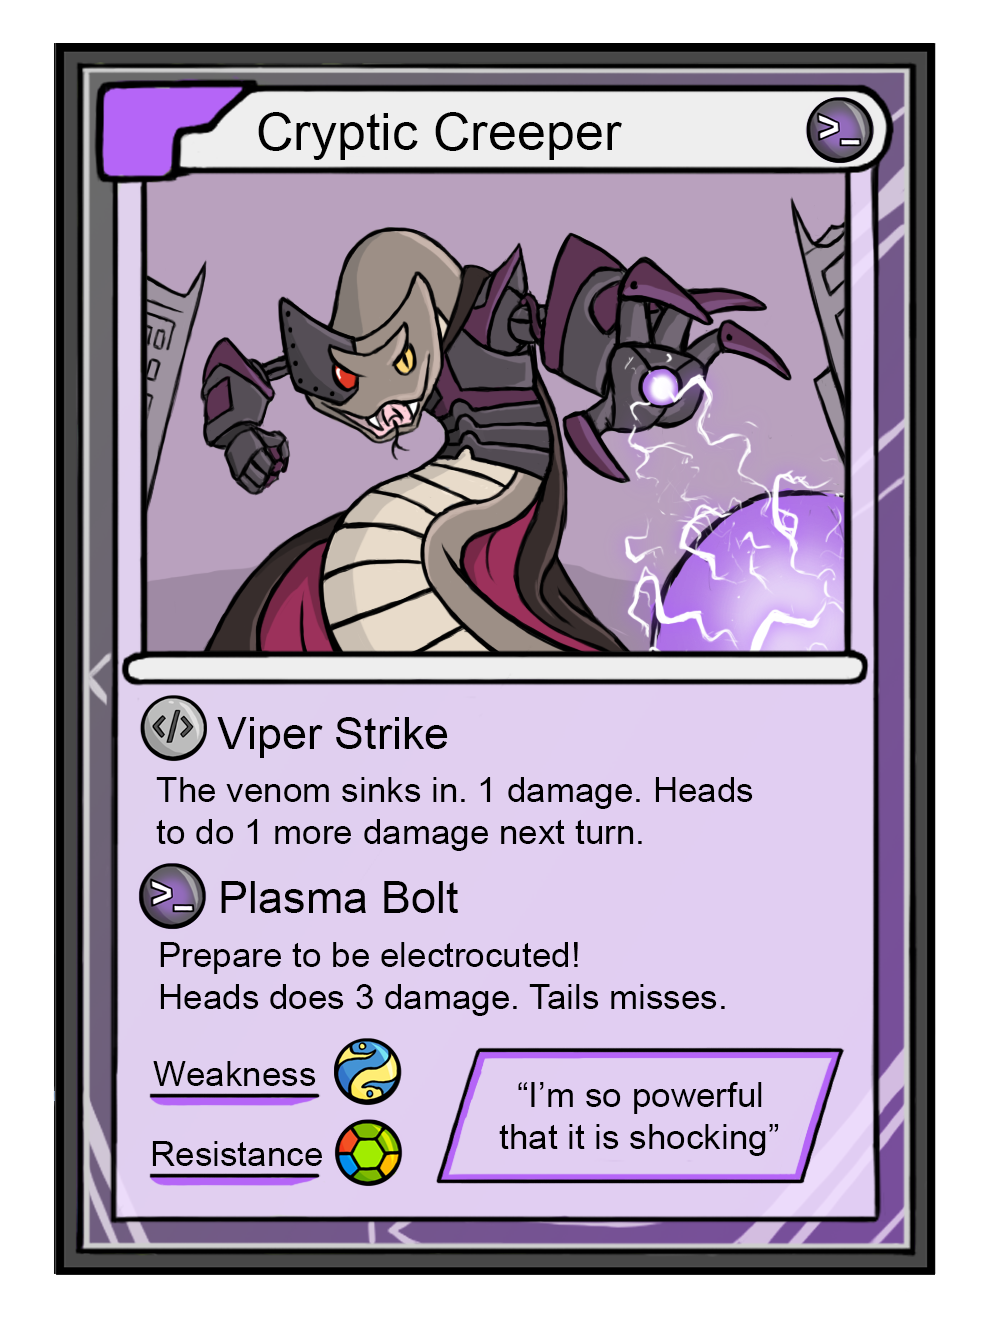 Cryptic Creeper
>_
</>
Viper Strike
The venom sinks in. 1 damage. Heads
to do 1 more damage next turn.
>_
Plasma Bolt
Prepare to be electrocuted!
Heads does 3 damage. Tails misses.
Weakness
Resistance
“I’m so powerful
that it is shocking”